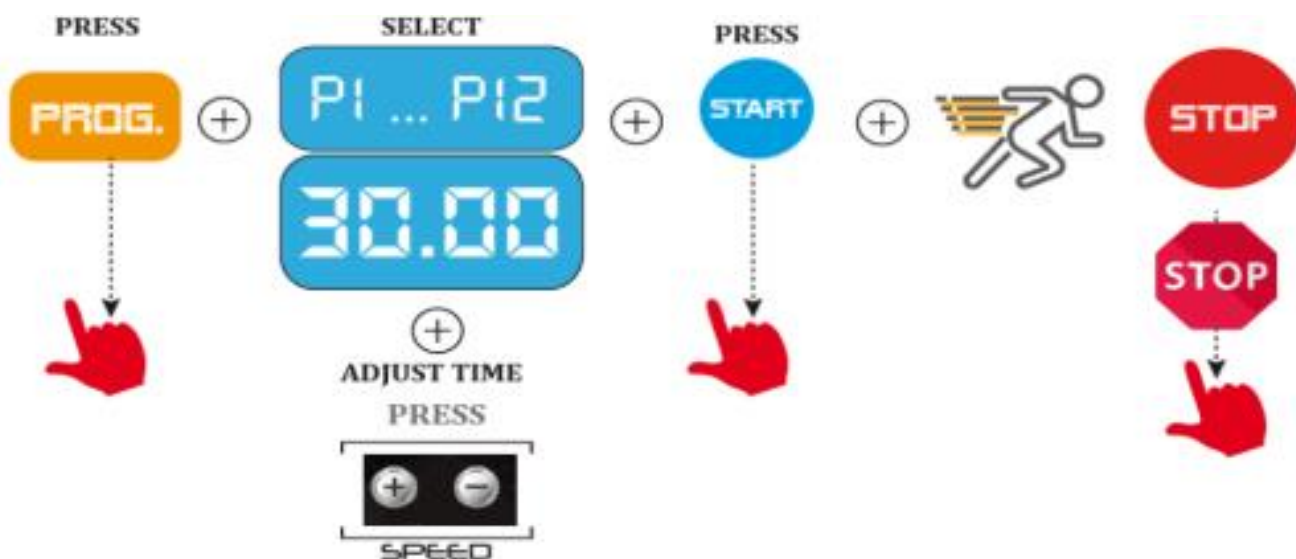 PRESS
PROG.
SELECT
P1 ... P12
30.00
ADJUST TIME
PRESS
+ -
SPEED
PRESS
START
STOP
STOP